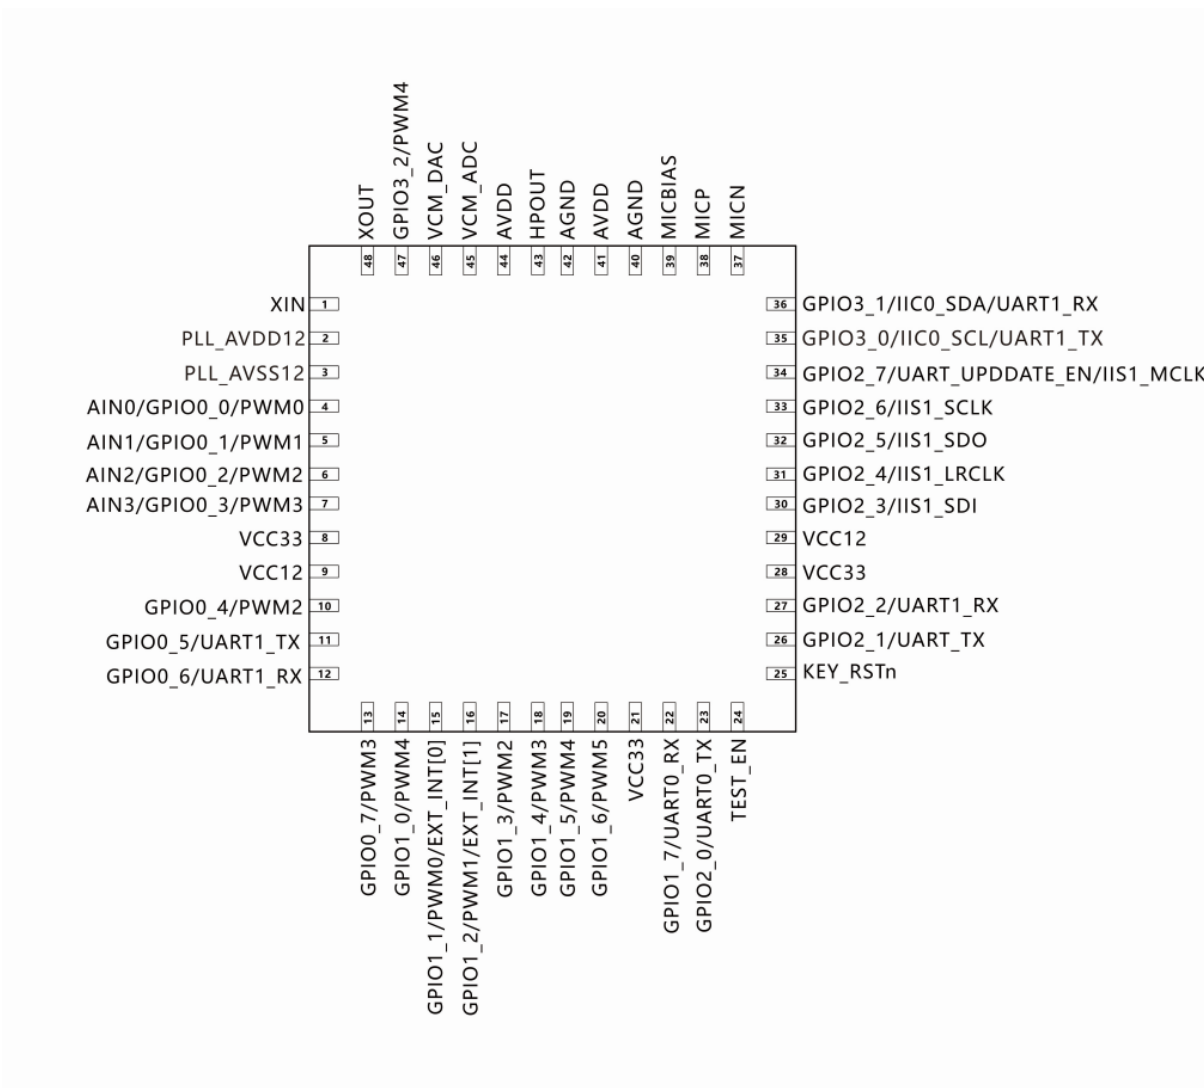 XOUT
GPIO3_2/PWM4
VCM_DAC
VCM_ADC
AVDD
HPOUT
AGND
AVDD
AGND
MICBIAS
MICP
MICN
48 47 46 45 44 43 42 41 40 39 38 37
XIN 1
PLL_AVDD12 2
PLL_AVSS12 3
AIN0/GPIO0_0/PWM0 4
AIN1/GPIO0_1/PWM1 5
AIN2/GPIO0_2/PWM2 6
AIN3/GPIO0_3/PWM3 7
VCC33 8
VCC12 9
GPIO0_4/PWM2 10
GPIO0_5/UART1_TX 11
GPIO0_6/UART1_RX 12
36 GPIO3_1/IIC0_SDA/UART1_RX
35 GPIO3_0/IIC0_SCL/UART1_TX
34 GPIO2_7/UART_UPDDATE_EN/IIS1_MCLK
33 GPIO2_6/IIS1_SCLK
32 GPIO2_5/IIS1_SDO
31 GPIO2_4/IIS1_LRCLK
30 GPIO2_3/IIS1_SDI
29 VCC12
28 VCC33
27 GPIO2_2/UART1_RX
26 GPIO2_1/UART_TX
25 KEY_RSTn
13 14 15 16 17 18 19 20 21 22 23 24
GPIO0_7/PWM3
GPIO1_0/PWM4
GPIO1_1/PWM0/EXT_INT[0]
GPIO1_2/PWM1/EXT_INT[1]
GPIO1_3/PWM2
GPIO1_4/PWM3
GPIO1_5/PWM4
GPIO1_6/PWM5
VCC33
GPIO1_7/UART0_RX
GPIO2_0/UART0_TX
TEST_EN